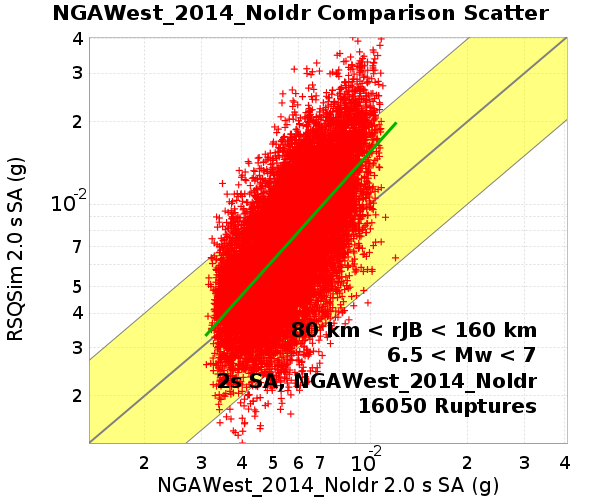 NGAWest_2014_NoIdr Comparison Scatter
RSQSim 2.0 s SA (g)
4
3
2
10-2
7
5
4
3
2
80 km < rJB < 160 km
6.5 < Mw < 7
2s SA, NGAWest_2014_NoIdr
16050 Ruptures
2 3 4 5 6 7 10-2 2 3 4
NGAWest_2014_NoIdr 2.0 s SA (g)